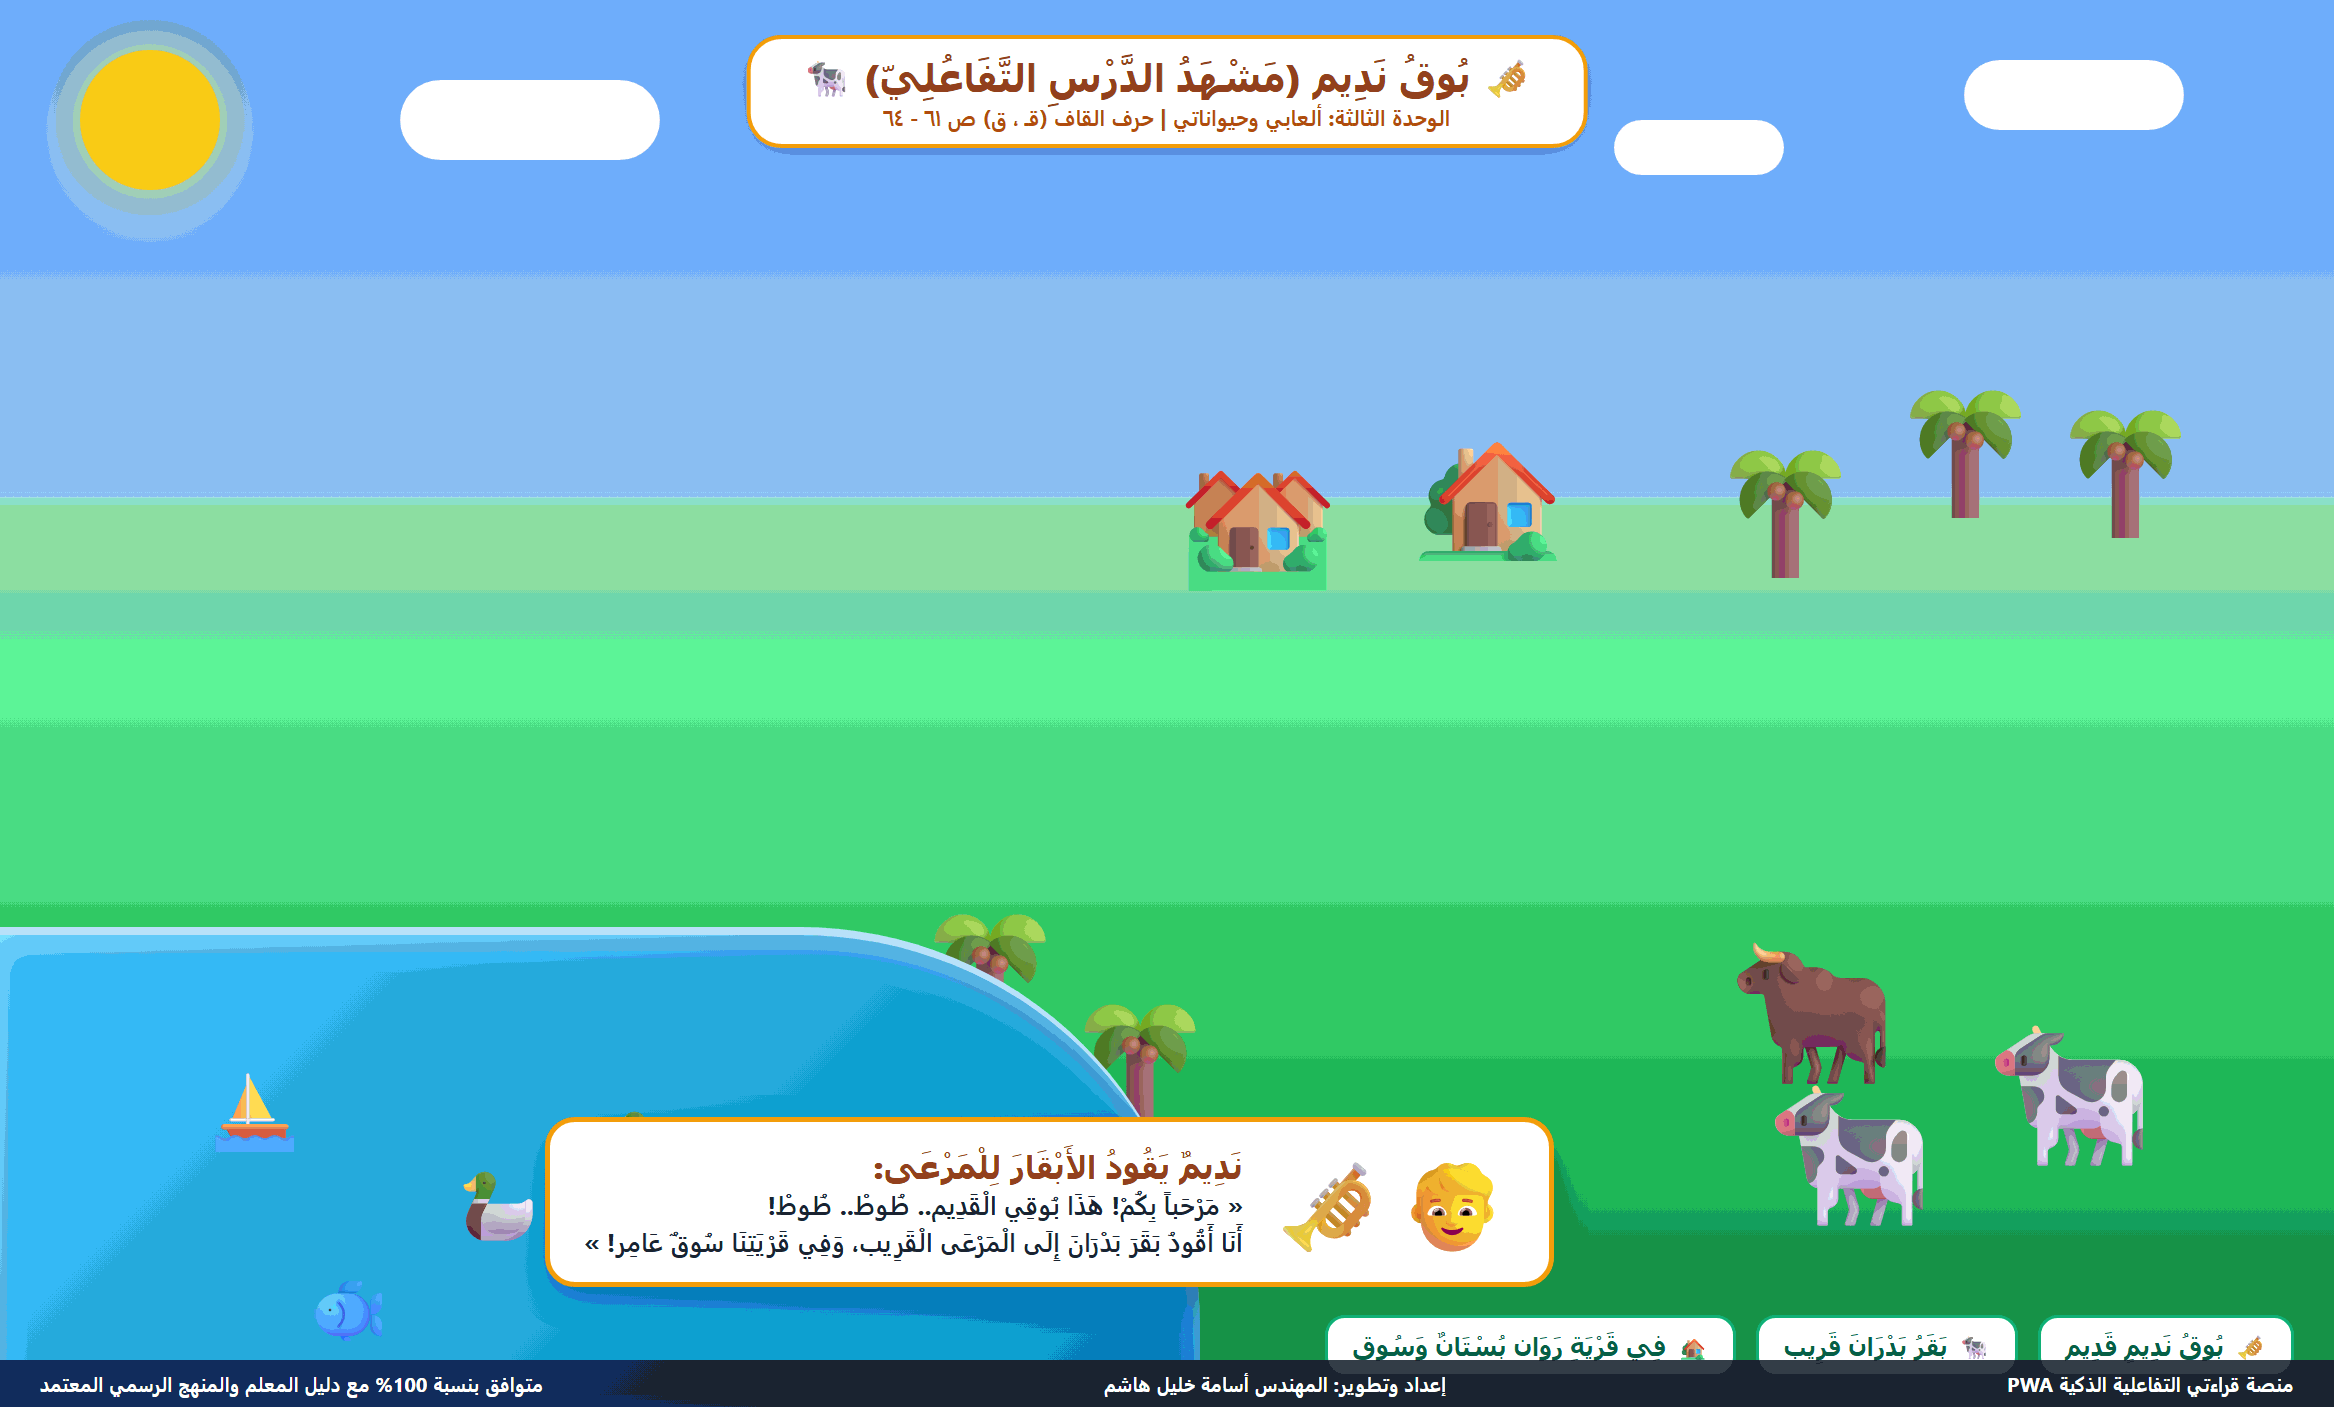 بُوقُ نَدِيم (مَشْهَدُ الدَّرْسِ التَّفَاعُلِيّ)
الوحدة الثالثة: ألعابي وحيواناتي | حرف القاف (قـ ، ق) ص ٦١ - ٦٤
نَدِيمٌ يَقُودُ الأَبْقَارَ لِلْمَرْعَى:
« مَرْحَباً بِكُمْ! هَذَا بُوقِي الْقَدِيم.. طُوطْ.. طُوطْ!
أَنَا أَقُودُ بَقَرَ بَدْرَانَ إِلَى الْمَرْعَى الْقَرِيب، وَفِي قَرْيَتِنَا سُوقٌ عَامِر! »
بُوقُ نَدِيمٍ قَدِيم
بَقَرُ بَدْرَانَ قَرِيب
فِي قَرْيَةِ رَوَان بُسْتَانٌ وَسُوق
منصة قراءتي التفاعلية الذكية PWA
إعداد وتطوير: المهندس أسامة خليل هاشم
متوافق بنسبة 100% مع دليل المعلم والمنهج الرسمي المعتمد